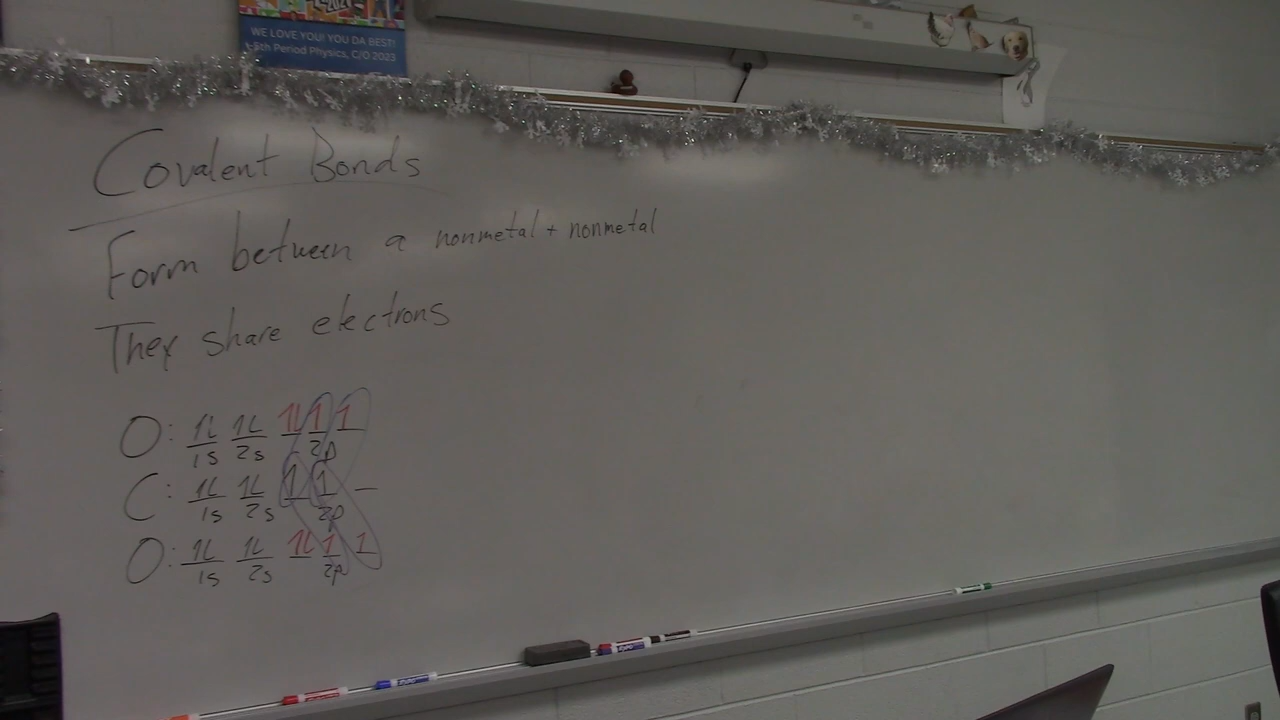 WE LOVE YOU! YOU DA BEST!
5th Period Physics, C/O 2023
Covalent Bonds
Form between a nonmetal + nonmetal
They share electrons
O: 1L 1L 1L 1 1
1s 2s 2p
C: 1L 1L 1 1 _
1s 2s 2p
O: 1L 1L 1L 1 1
1s 2s 2p